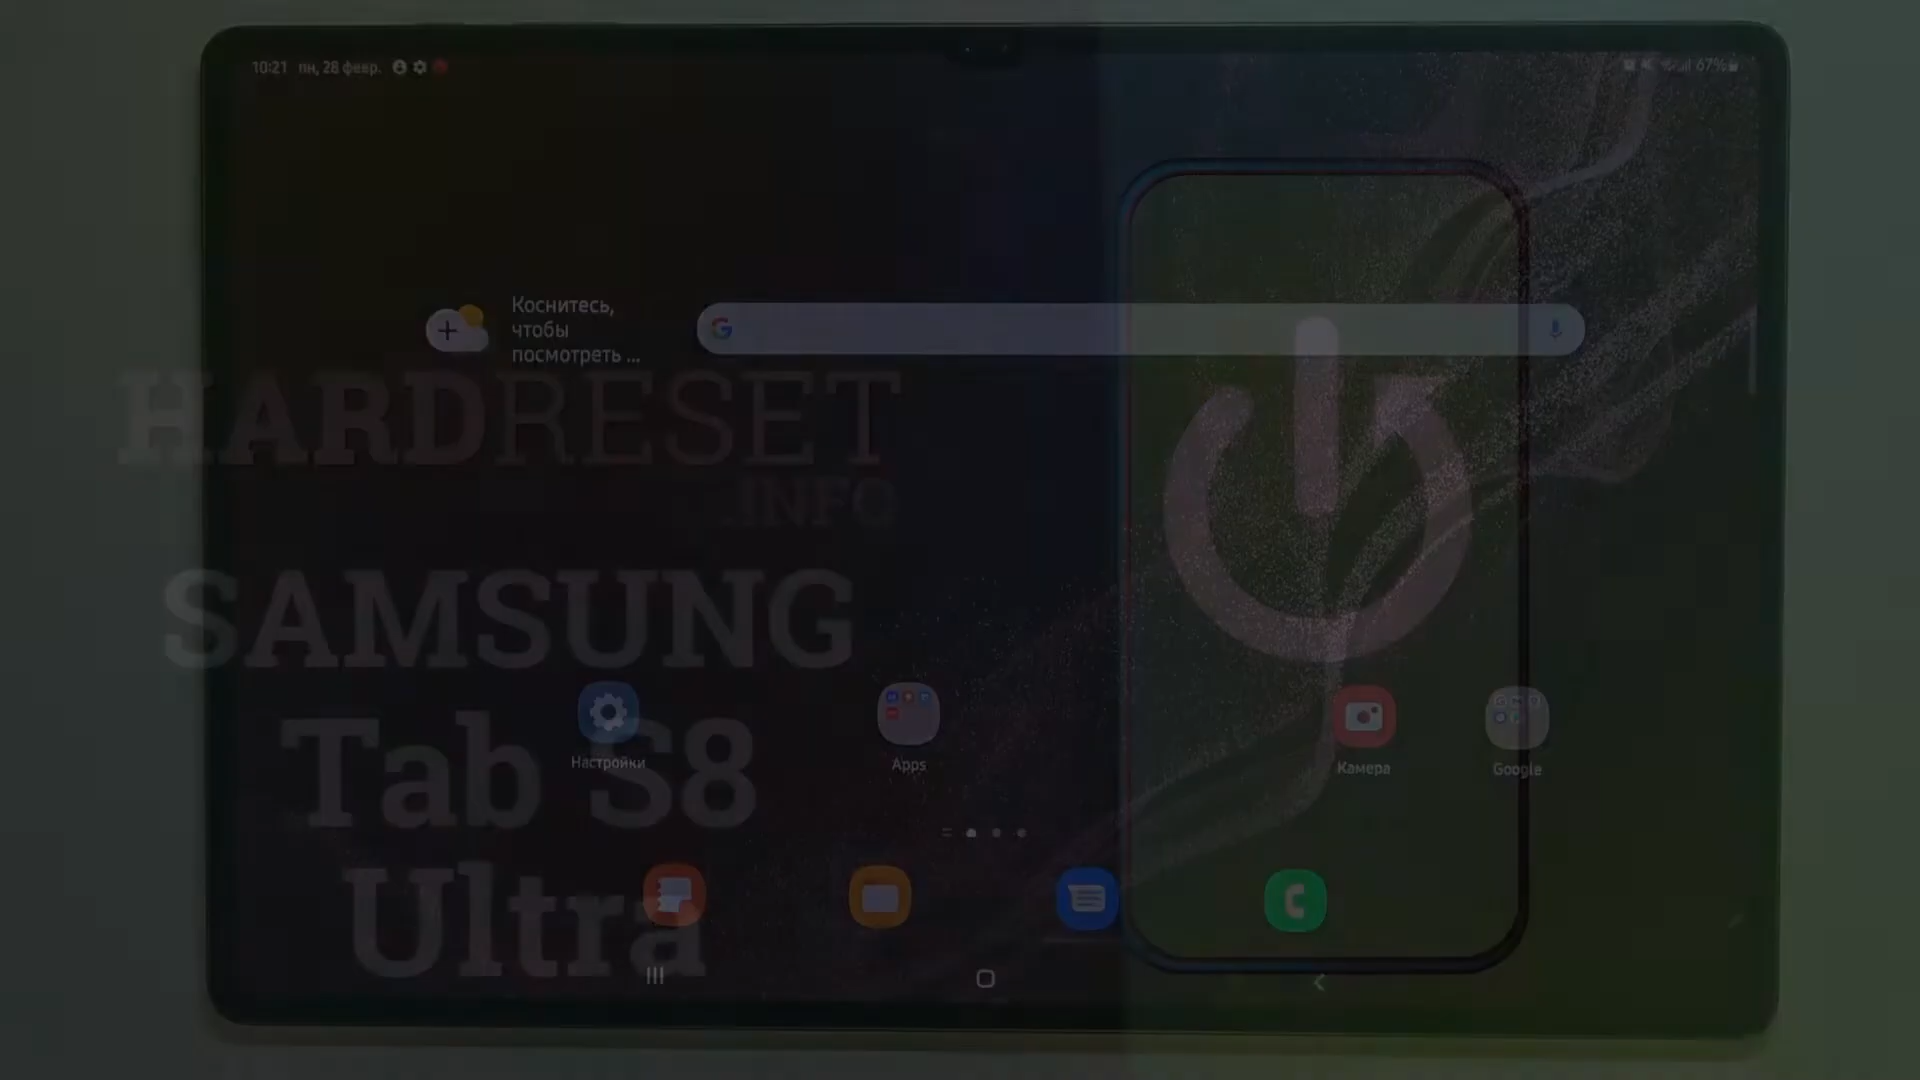 10:21 пн, 28 февр.
67%
Коснитесь,
чтобы
посмотреть ...
HARDRESET
.INFO
SAMSUNG
Tab S8
Ultra
Настройки
Apps
Камера
Google